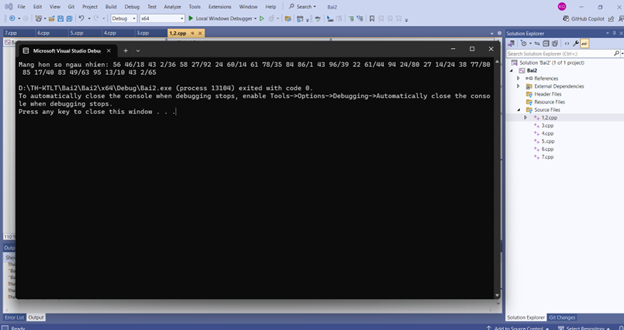 File Edit View Git Project Build Debug Test Analyze Tools Extensions Window Help Search Bai2
Debug x64 Local Windows Debugger GitHub Copilot
7.cpp 6.cpp 5.cpp 4.cpp 3.cpp 1,2.cpp
Solution Explorer
Search Solution Explorer (Ctrl+;)
Solution 'Bai2' (1 of 1 project)
Bai2
References
External Dependencies
Header Files
Resource Files
Source Files
1,2.cpp
3.cpp
4.cpp
5.cpp
6.cpp
7.cpp
Microsoft Visual Studio Debu
Mang hon so ngau nhien: 56 46/18 43 2/36 58 27/92 24 60/14 61 78/35 84 86/1 43 96/39 22 61/44 94 24/80 27 14/24 38 77/80
85 17/40 83 49/63 95 13/10 43 2/65
D:\TH-KTLT\Bai2\Bai2\x64\Debug\Bai2.exe (process 13104) exited with code 0.
To automatically close the console when debugging stops, enable Tools->Options->Debugging->Automatically close the conso
le when debugging stops.
Press any key to close this window . . .
Error List Output
Solution Explorer Git Changes
Ready Add to Source Control Select Repository